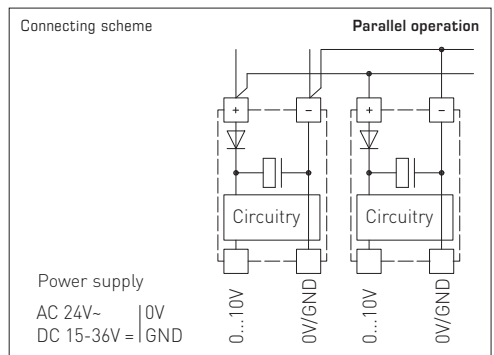 Connecting scheme
Parallel operation
+ − + −
Circuitry Circuitry
Power supply
AC 24V~ 0V
DC 15-36V = GND
0...10V
0V/GND
0...10V
0V/GND